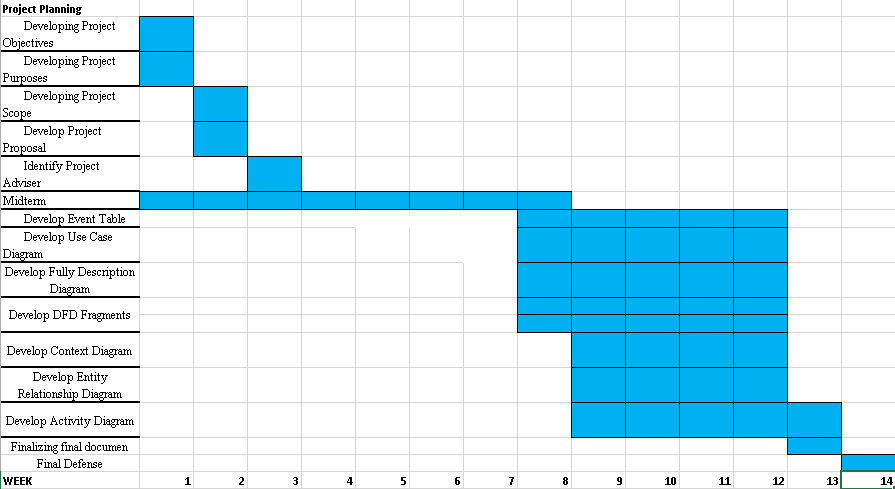 Project Planning
Developing Project
Objectives
Developing Project
Purposes
Developing Project
Scope
Develop Project
Proposal
Identify Project
Adviser
Midterm
Develop Event Table
Develop Use Case
Diagram
Develop Fully Description
Diagram
Develop DFD Fragments
Develop Context Diagram
Develop Entity
Relationship Diagram
Develop Activity Diagram
Finalizing final documen
Final Defense
WEEK 1 2 3 4 5 6 7 8 9 10 11 12 13 14